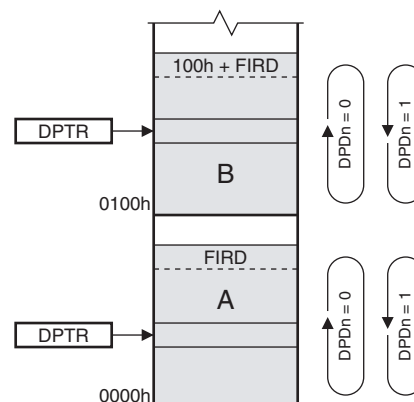 100h + FIRD
DPTR
B
0100h
DPDn = 0
DPDn = 1
FIRD
A
DPTR
0000h
DPDn = 0
DPDn = 1